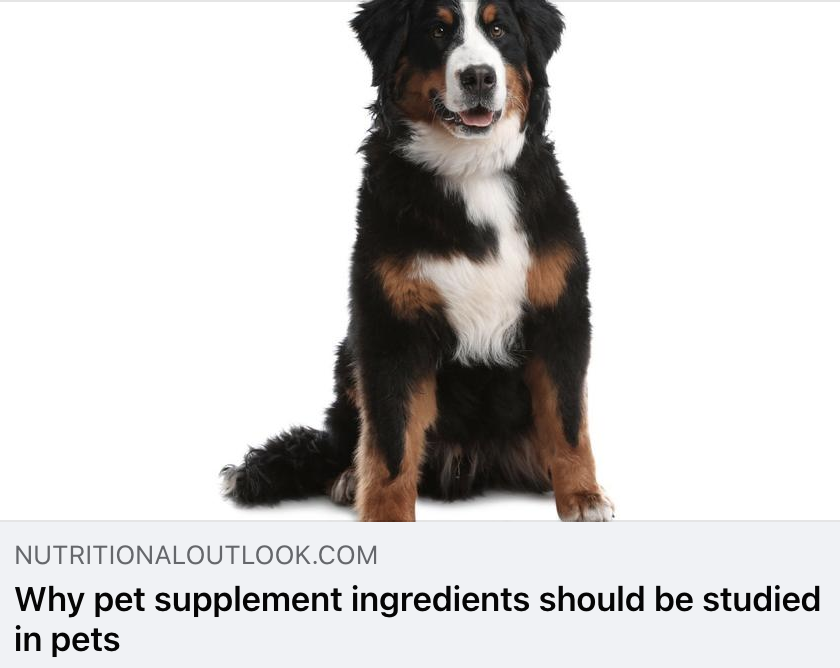 NUTRITIONALOUTLOOK.COM
Why pet supplement ingredients should be studied
in pets